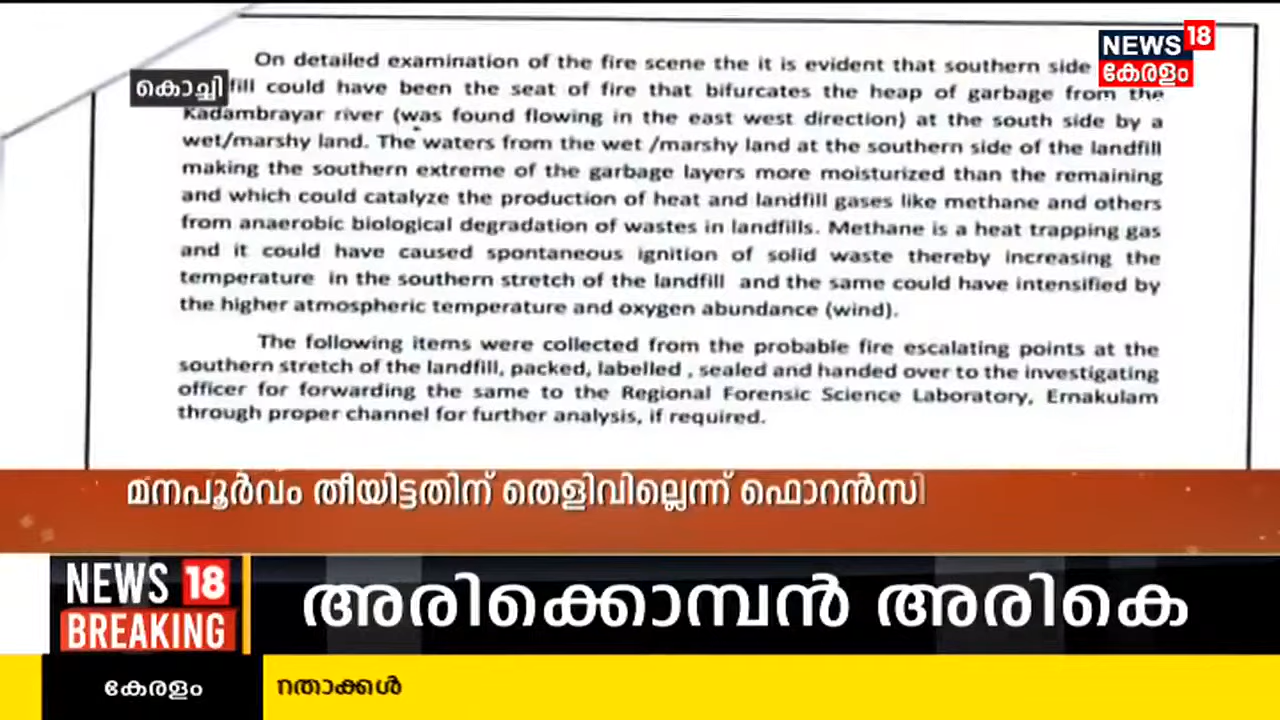 On detailed examination of the fire scene the it is evident that southern side
fill could have been the seat of fire that bifurcates the heap of garbage from the
Kadambrayar river (was found flowing in the east west direction) at the south side by a
wet/marshy land. The waters from the wet /marshy land at the southern side of the landfill
making the southern extreme of the garbage layers more moisturized than the remaining
and which could catalyze the production of heat and landfill gases like methane and others
from anaerobic biological degradation of wastes in landfills. Methane is a heat trapping gas
and it could have caused spontaneous ignition of solid waste thereby increasing the
temperature in the southern stretch of the landfill and the same could have intensified by
the higher atmospheric temperature and oxygen abundance (wind).
The following items were collected from the probable fire escalating points at the
southern stretch of the landfill, packed, labelled , sealed and handed over to the investigating
officer for forwarding the same to the Regional Forensic Science Laboratory, Ernakulam
through proper channel for further analysis, if required.
കൊച്ചി
NEWS 18
കേരളം
മനപൂർവം തീയിട്ടതിന് തെളിവില്ലെന്ന് ഫൊറൻസി
NEWS 18
BREAKING
അരിക്കൊമ്പൻ അരികെ
കേരളം
നതാക്കൾ